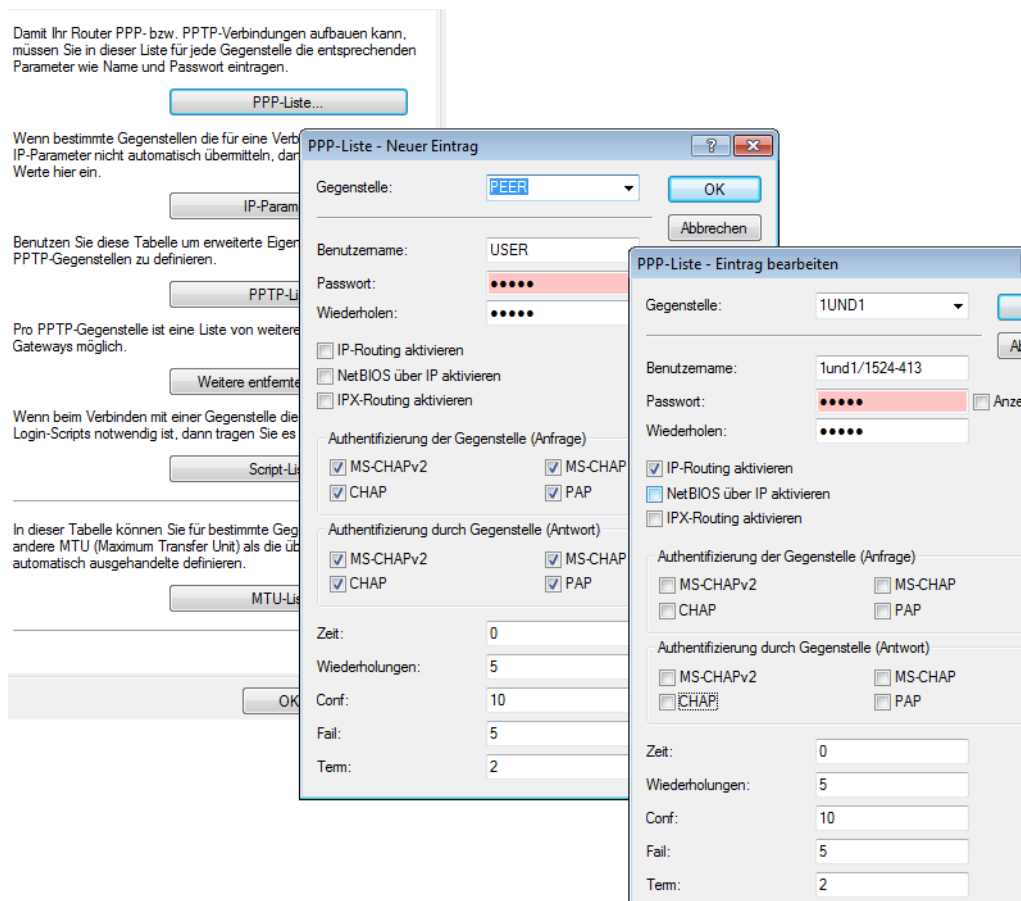 Damit Ihr Router PPP- bzw. PPTP-Verbindungen aufbauen kann,
müssen Sie in dieser Liste für jede Gegenstelle die entsprechenden
Parameter wie Name und Passwort eintragen.
PPP-Liste...
Wenn bestimmte Gegenstellen die für eine Verb
IP-Parameter nicht automatisch übermitteln, dan
Werte hier ein.
IP-Param
Benutzen Sie diese Tabelle um erweiterte Eigen
PPTP-Gegenstellen zu definieren.
PPTP-Li
Pro PPTP-Gegenstelle ist eine Liste von weitere
Gateways möglich.
Weitere entfernte
Wenn beim Verbinden mit einer Gegenstelle die
Login-Scripts notwendig ist, dann tragen Sie es
Script-Lis
In dieser Tabelle können Sie für bestimmte Geg
andere MTU (Maximum Transfer Unit) als die üb
automatisch ausgehandelte definieren.
MTU-Lis
OK
PPP-Liste - Neuer Eintrag
?
Gegenstelle: PEER
OK
Abbrechen
Benutzername: USER
Passwort: •••••
Wiederholen: •••••
IP-Routing aktivieren
NetBIOS über IP aktivieren
IPX-Routing aktivieren
Authentifizierung der Gegenstelle (Anfrage)
MS-CHAPv2 MS-CHAP
CHAP PAP
Authentifizierung durch Gegenstelle (Antwort)
MS-CHAPv2 MS-CHAP
CHAP PAP
Zeit: 0
Wiederholungen: 5
Conf: 10
Fail: 5
Term: 2
PPP-Liste - Eintrag bearbeiten
Gegenstelle: 1UND1
Ab
Benutzername: 1und1/1524-413
Passwort: ••••• Anze
Wiederholen: •••••
IP-Routing aktivieren
NetBIOS über IP aktivieren
IPX-Routing aktivieren
Authentifizierung der Gegenstelle (Anfrage)
MS-CHAPv2 MS-CHAP
CHAP PAP
Authentifizierung durch Gegenstelle (Antwort)
MS-CHAPv2 MS-CHAP
CHAP PAP
Zeit: 0
Wiederholungen: 5
Conf: 10
Fail: 5
Term: 2